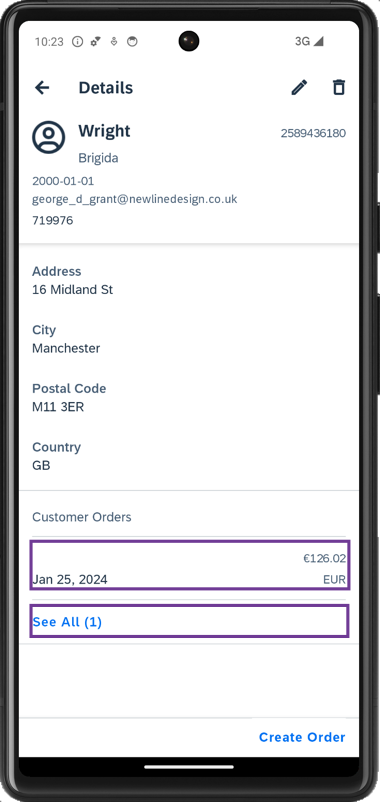 10:23 3G
Details
Wright 2589436180
Brigida
2000-01-01
george_d_grant@newlinedesign.co.uk
719976
Address
16 Midland St
City
Manchester
Postal Code
M11 3ER
Country
GB
Customer Orders
€126.02
Jan 25, 2024 EUR
See All (1)
Create Order